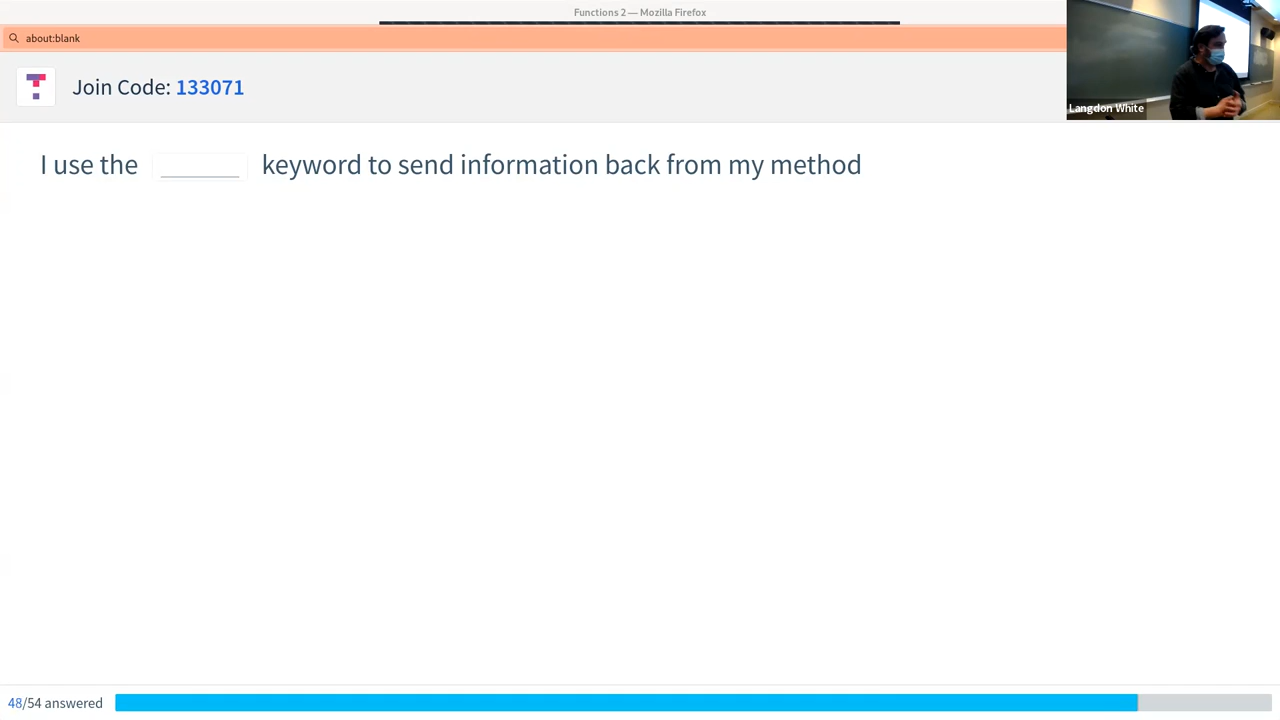 Functions 2 — Mozilla Firefox
about:blank
Join Code: 133071
Langdon White
I use the ________ keyword to send information back from my method
48/54 answered